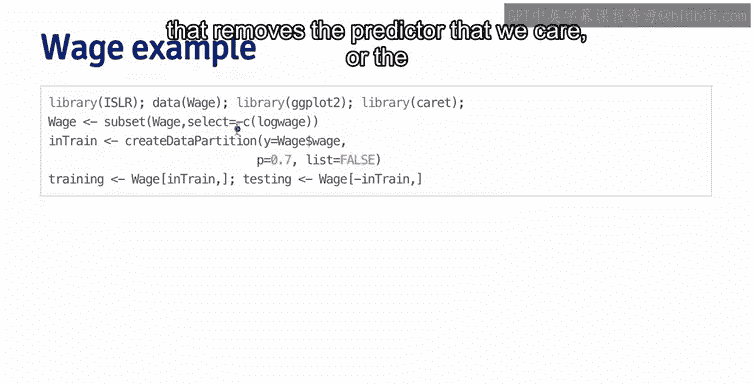 that removes the predictor that we care,
or the
Wage example
library(ISLR); data(Wage); library(ggplot2); library(caret);
Wage <- subset(Wage,select=-c(logwage))
inTrain <- createDataPartition(y=Wage$wage,
p=0.7, list=FALSE)
training <- Wage[inTrain,]; testing <- Wage[-inTrain,]